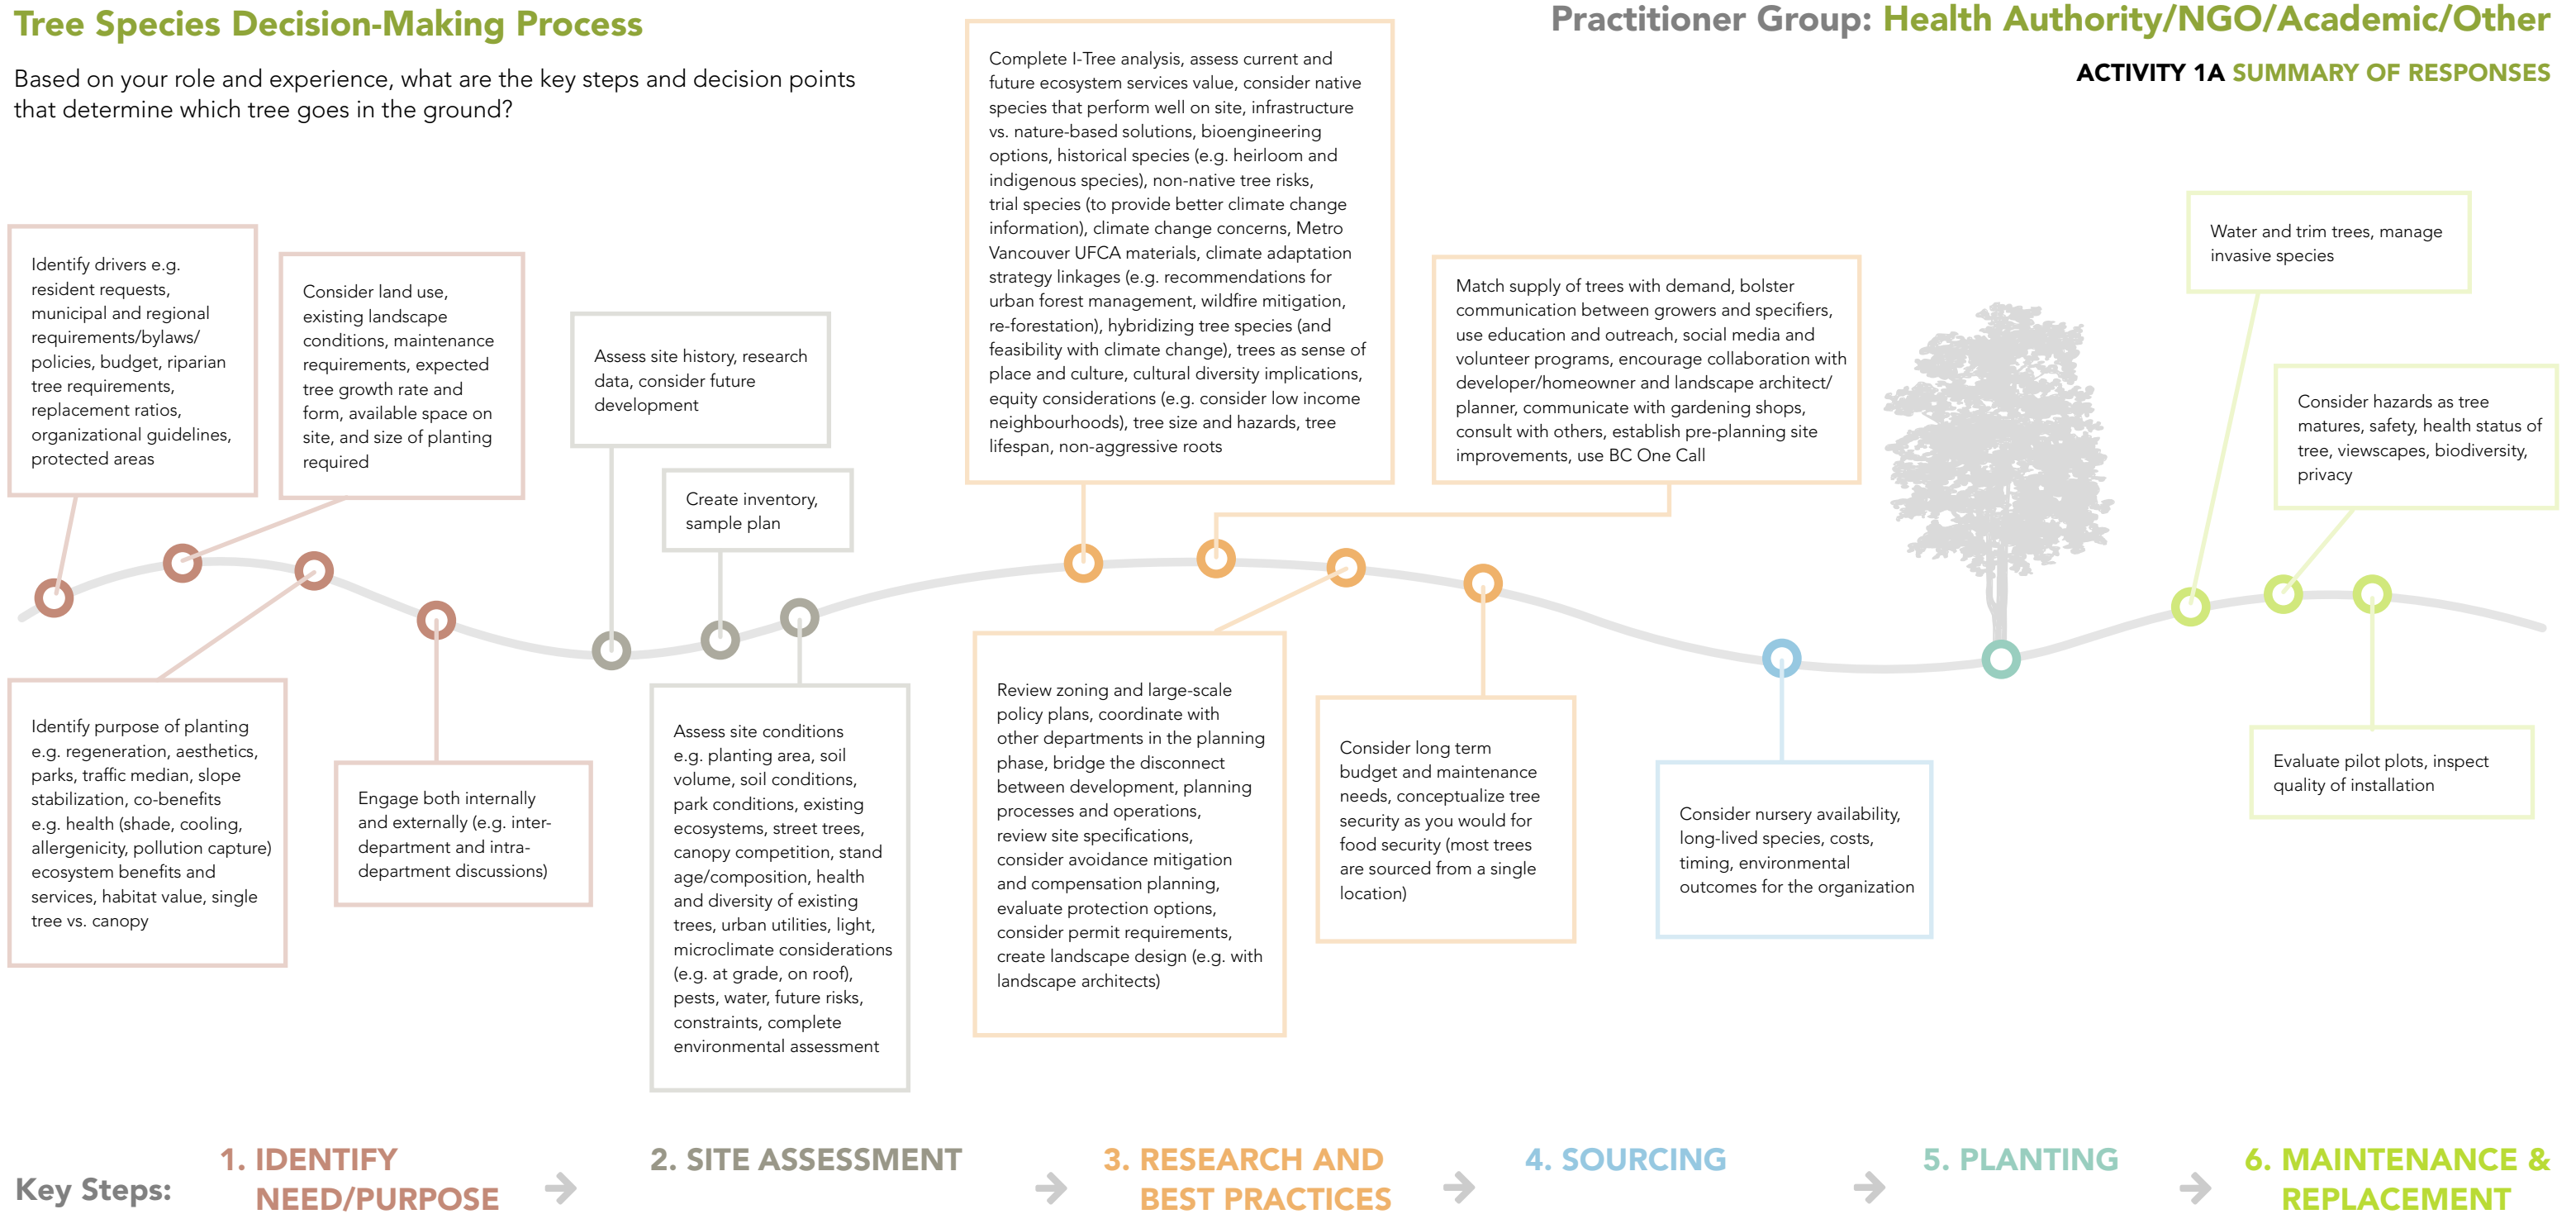 Tree Species Decision-Making Process
Based on your role and experience, what are the key steps and decision points
that determine which tree goes in the ground?
Practitioner Group: Health Authority/NGO/Academic/Other
ACTIVITY 1A SUMMARY OF RESPONSES
Identify drivers e.g.
resident requests,
municipal and regional
requirements/bylaws/
policies, budget, riparian
tree requirements,
replacement ratios,
organizational guidelines,
protected areas
Consider land use,
existing landscape
conditions, maintenance
requirements, expected
tree growth rate and
form, available space on
site, and size of planting
required
Identify purpose of planting
e.g. regeneration, aesthetics,
parks, traffic median, slope
stabilization, co-benefits
e.g. health (shade, cooling,
allergenicity, pollution capture)
ecosystem benefits and
services, habitat value, single
tree vs. canopy
Engage both internally
and externally (e.g. inter-
department and intra-
department discussions)
Assess site history, research
data, consider future
development
Create inventory,
sample plan
Assess site conditions
e.g. planting area, soil
volume, soil conditions,
park conditions, existing
ecosystems, street trees,
canopy competition, stand
age/composition, health
and diversity of existing
trees, urban utilities, light,
microclimate considerations
(e.g. at grade, on roof),
pests, water, future risks,
constraints, complete
environmental assessment
Complete I-Tree analysis, assess current and
future ecosystem services value, consider native
species that perform well on site, infrastructure
vs. nature-based solutions, bioengineering
options, historical species (e.g. heirloom and
indigenous species), non-native tree risks,
trial species (to provide better climate change
information), climate change concerns, Metro
Vancouver UFCA materials, climate adaptation
strategy linkages (e.g. recommendations for
urban forest management, wildfire mitigation,
re-forestation), hybridizing tree species (and
feasibility with climate change), trees as sense of
place and culture, cultural diversity implications,
equity considerations (e.g. consider low income
neighbourhoods), tree size and hazards, tree
lifespan, non-aggressive roots
Match supply of trees with demand, bolster
communication between growers and specifiers,
use education and outreach, social media and
volunteer programs, encourage collaboration with
developer/homeowner and landscape architect/
planner, communicate with gardening shops,
consult with others, establish pre-planning site
improvements, use BC One Call
Review zoning and large-scale
policy plans, coordinate with
other departments in the planning
phase, bridge the disconnect
between development, planning
processes and operations,
review site specifications,
consider avoidance mitigation
and compensation planning,
evaluate protection options,
consider permit requirements,
create landscape design (e.g. with
landscape architects)
Consider long term
budget and maintenance
needs, conceptualize tree
security as you would for
food security (most trees
are sourced from a single
location)
Consider nursery availability,
long-lived species, costs,
timing, environmental
outcomes for the organization
Water and trim trees, manage
invasive species
Consider hazards as tree
matures, safety, health status of
tree, viewscapes, biodiversity,
privacy
Evaluate pilot plots, inspect
quality of installation
Key Steps:
1. IDENTIFY
NEED/PURPOSE
2. SITE ASSESSMENT
3. RESEARCH AND
BEST PRACTICES
4. SOURCING
5. PLANTING
6. MAINTENANCE &
REPLACEMENT